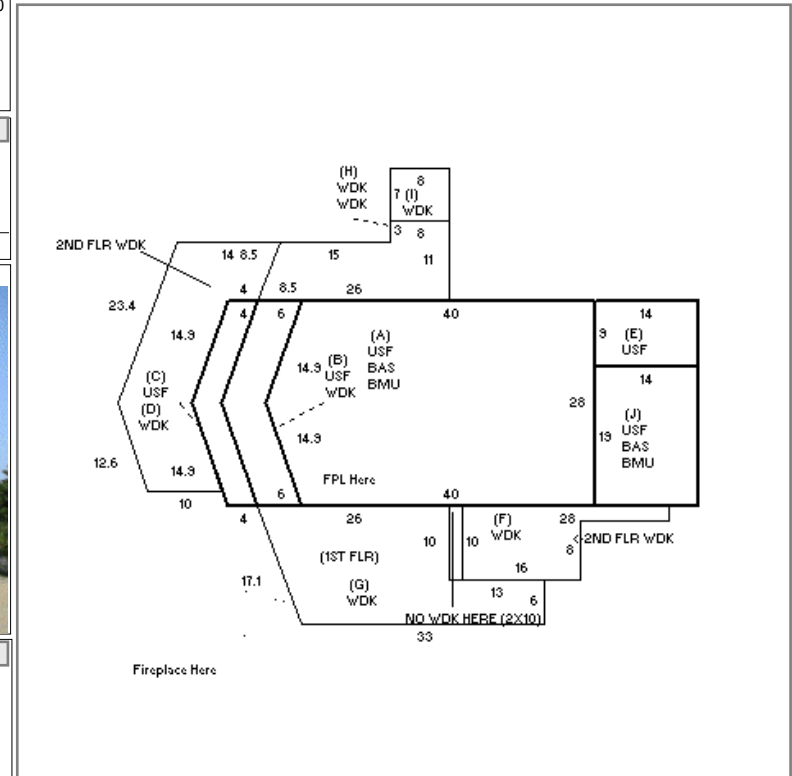 (H)
WDK
WDK
8
7 (I)
WDK
3 8
2ND FLR WDK
14 8.5
15
11
4
8.5
26
23.4
4
6
40
14
14.9
(A)
USF
BAS
BMU
9
(E)
USF
14.9
(B)
USF
WDK
14
(C)
USF
(D)
WDK
28
(J)
19
USF
BAS
BMU
14.9
12.6
14.9
FPL Here
10
6
40
4
26
(F)
WDK
28
10
10
8
2ND FLR WDK
(1ST FLR)
16
17.1
(G)
WDK
13
6
NO WDK HERE (2X10)
33
Fireplace Here